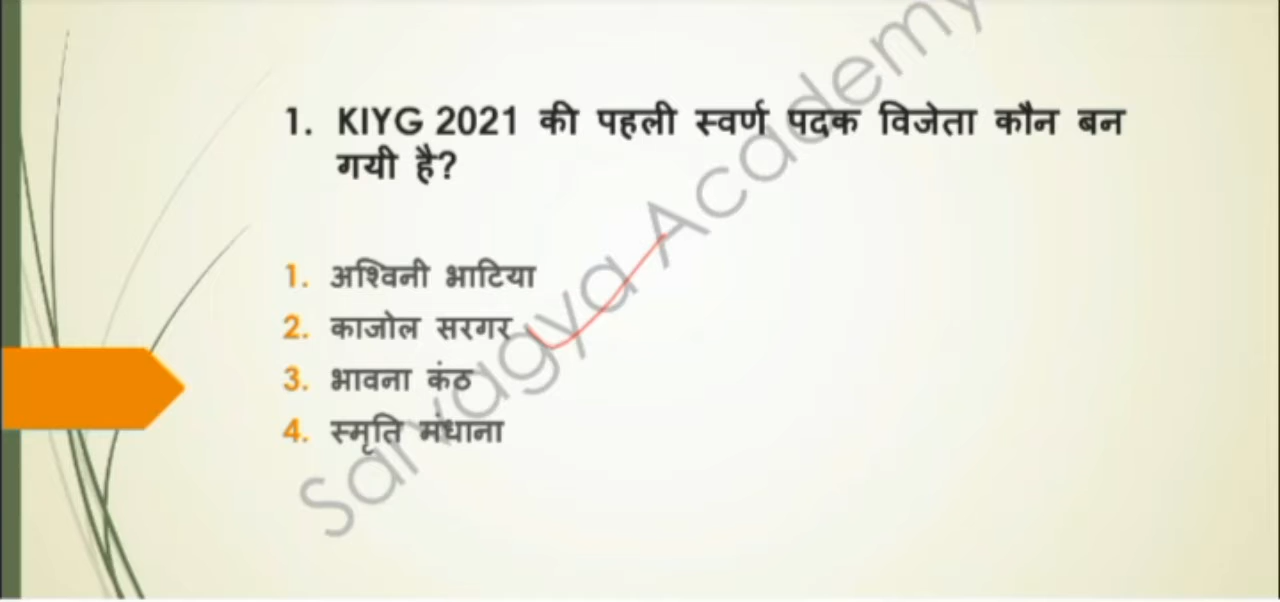 1. KIYG 2021 की पहली स्वर्ण पदक विजेता कौन बन
गयी है?
1. अश्विनी भाटिया
2. काजोल सरगर
3. भावना कंठ
4. स्मृति मंधाना
Sarvagya Academy